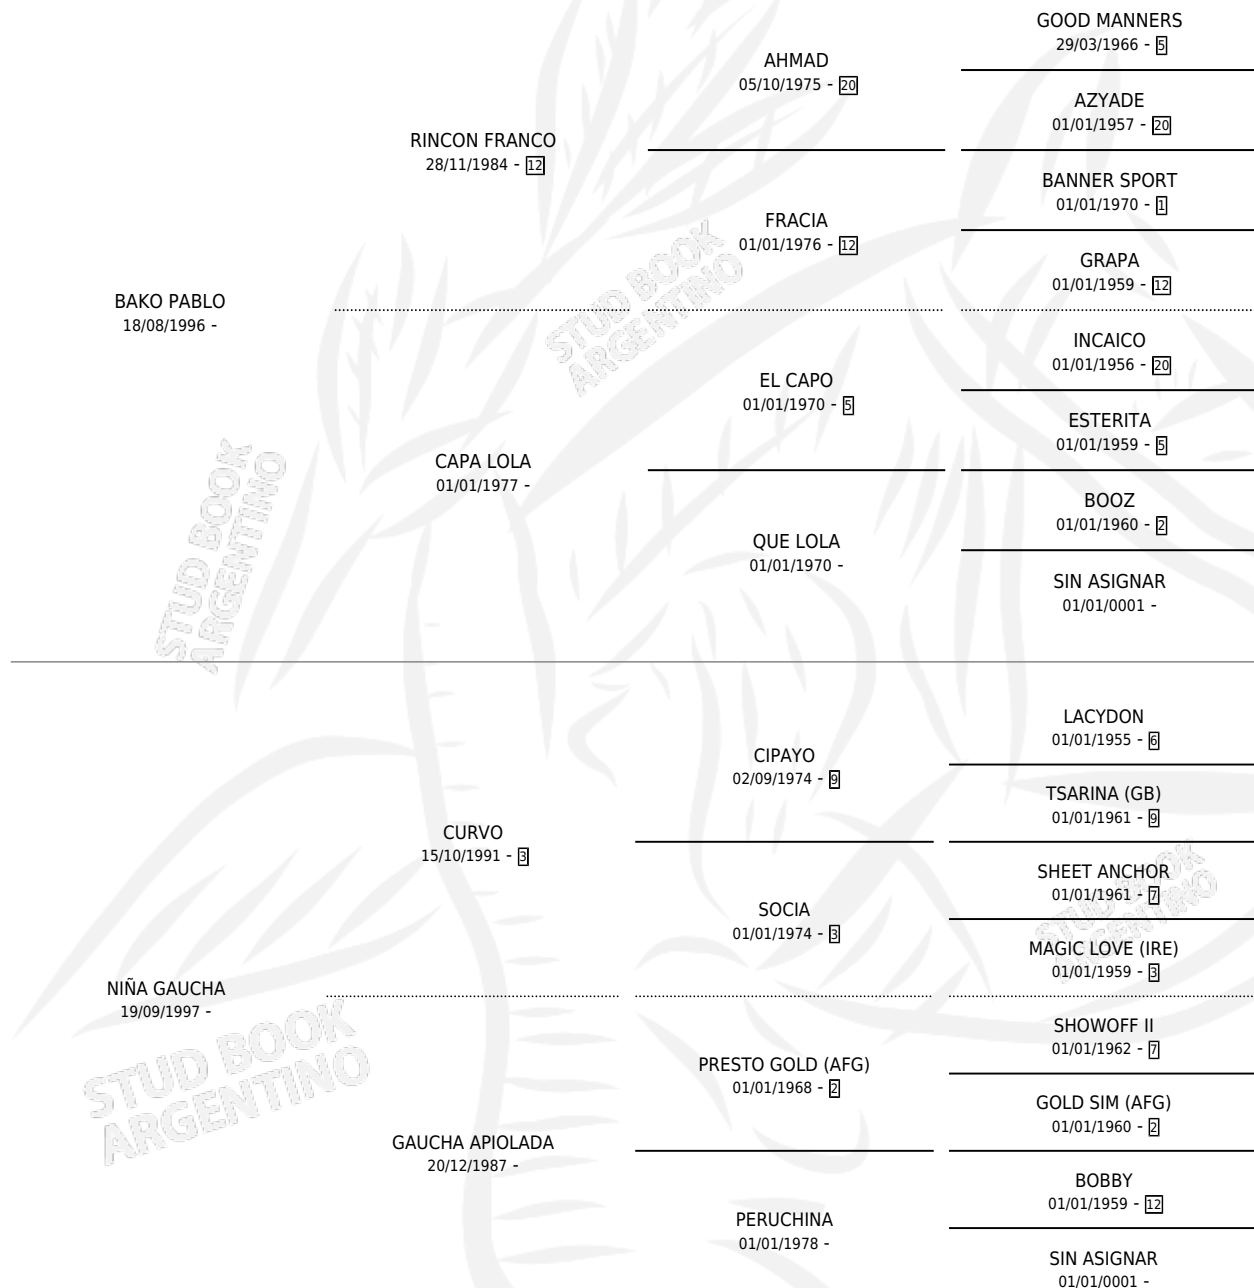 GOOD MANNERS
29/03/1966 - 5
AHMAD
05/10/1975 - 20
AZYADE
01/01/1957 - 20
RINCON FRANCO
28/11/1984 - 12
BANNER SPORT
01/01/1970 - 1
FRACIA
01/01/1976 - 12
GRAPA
01/01/1959 - 12
BAKO PABLO
18/08/1996 -
STUD BOOK
ARGENTINO
INCAICO
01/01/1956 - 20
EL CAPO
01/01/1970 - 5
ESTERITA
01/01/1959 - 5
CAPA LOLA
01/01/1977 -
STUD BOOK
ARGENTINO
BOOZ
01/01/1960 - 2
QUE LOLA
01/01/1970 -
SIN ASIGNAR
01/01/0001 -
LACYDON
01/01/1955 - 6
CIPAYO
02/09/1974 - 9
TSARINA (GB)
01/01/1961 - 9
CURVO
15/10/1991 - 3
SHEET ANCHOR
01/01/1961 - 7
STUD BOOK
ARGENTINO
SOCIA
01/01/1974 - 3
MAGIC LOVE (IRE)
01/01/1959 - 3
NIÑA GAUCHA
19/09/1997 -
STUD BOOK
ARGENTINO
SHOWOFF II
01/01/1962 - 7
PRESTO GOLD (AFG)
01/01/1968 - 2
GOLD SIM (AFG)
01/01/1960 - 2
GAUCHA APIOLADA
20/12/1987 -
BOBBY
01/01/1959 - 12
PERUCHINA
01/01/1978 -
SIN ASIGNAR
01/01/0001 -